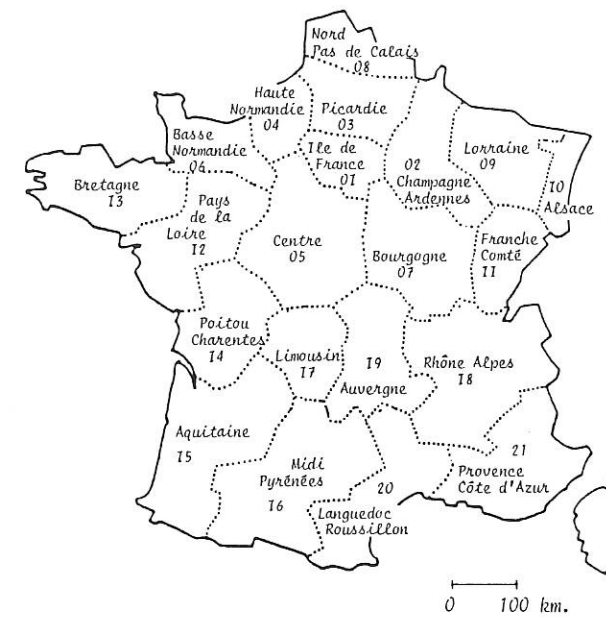 Nord
Pas de Calais
08
Haute
Normandie
04
Picardie
03
Basse
Normandie
06
Ile de
France
01
02
Champagne
Ardennes
Lorraine
09
10
Alsace
Bretagne
13
Pays
de la
Loire
12
Centre
05
Bourgogne
07
Franche
Comté
11
Poitou
Charentes
14
Limousin
17
19
Auvergne
Rhône Alpes
18
Aquitaine
15
Midi
Pyrénées
16
20
Languedoc
Roussillon
21
Provence
Côte d'Azur
0 100 km.